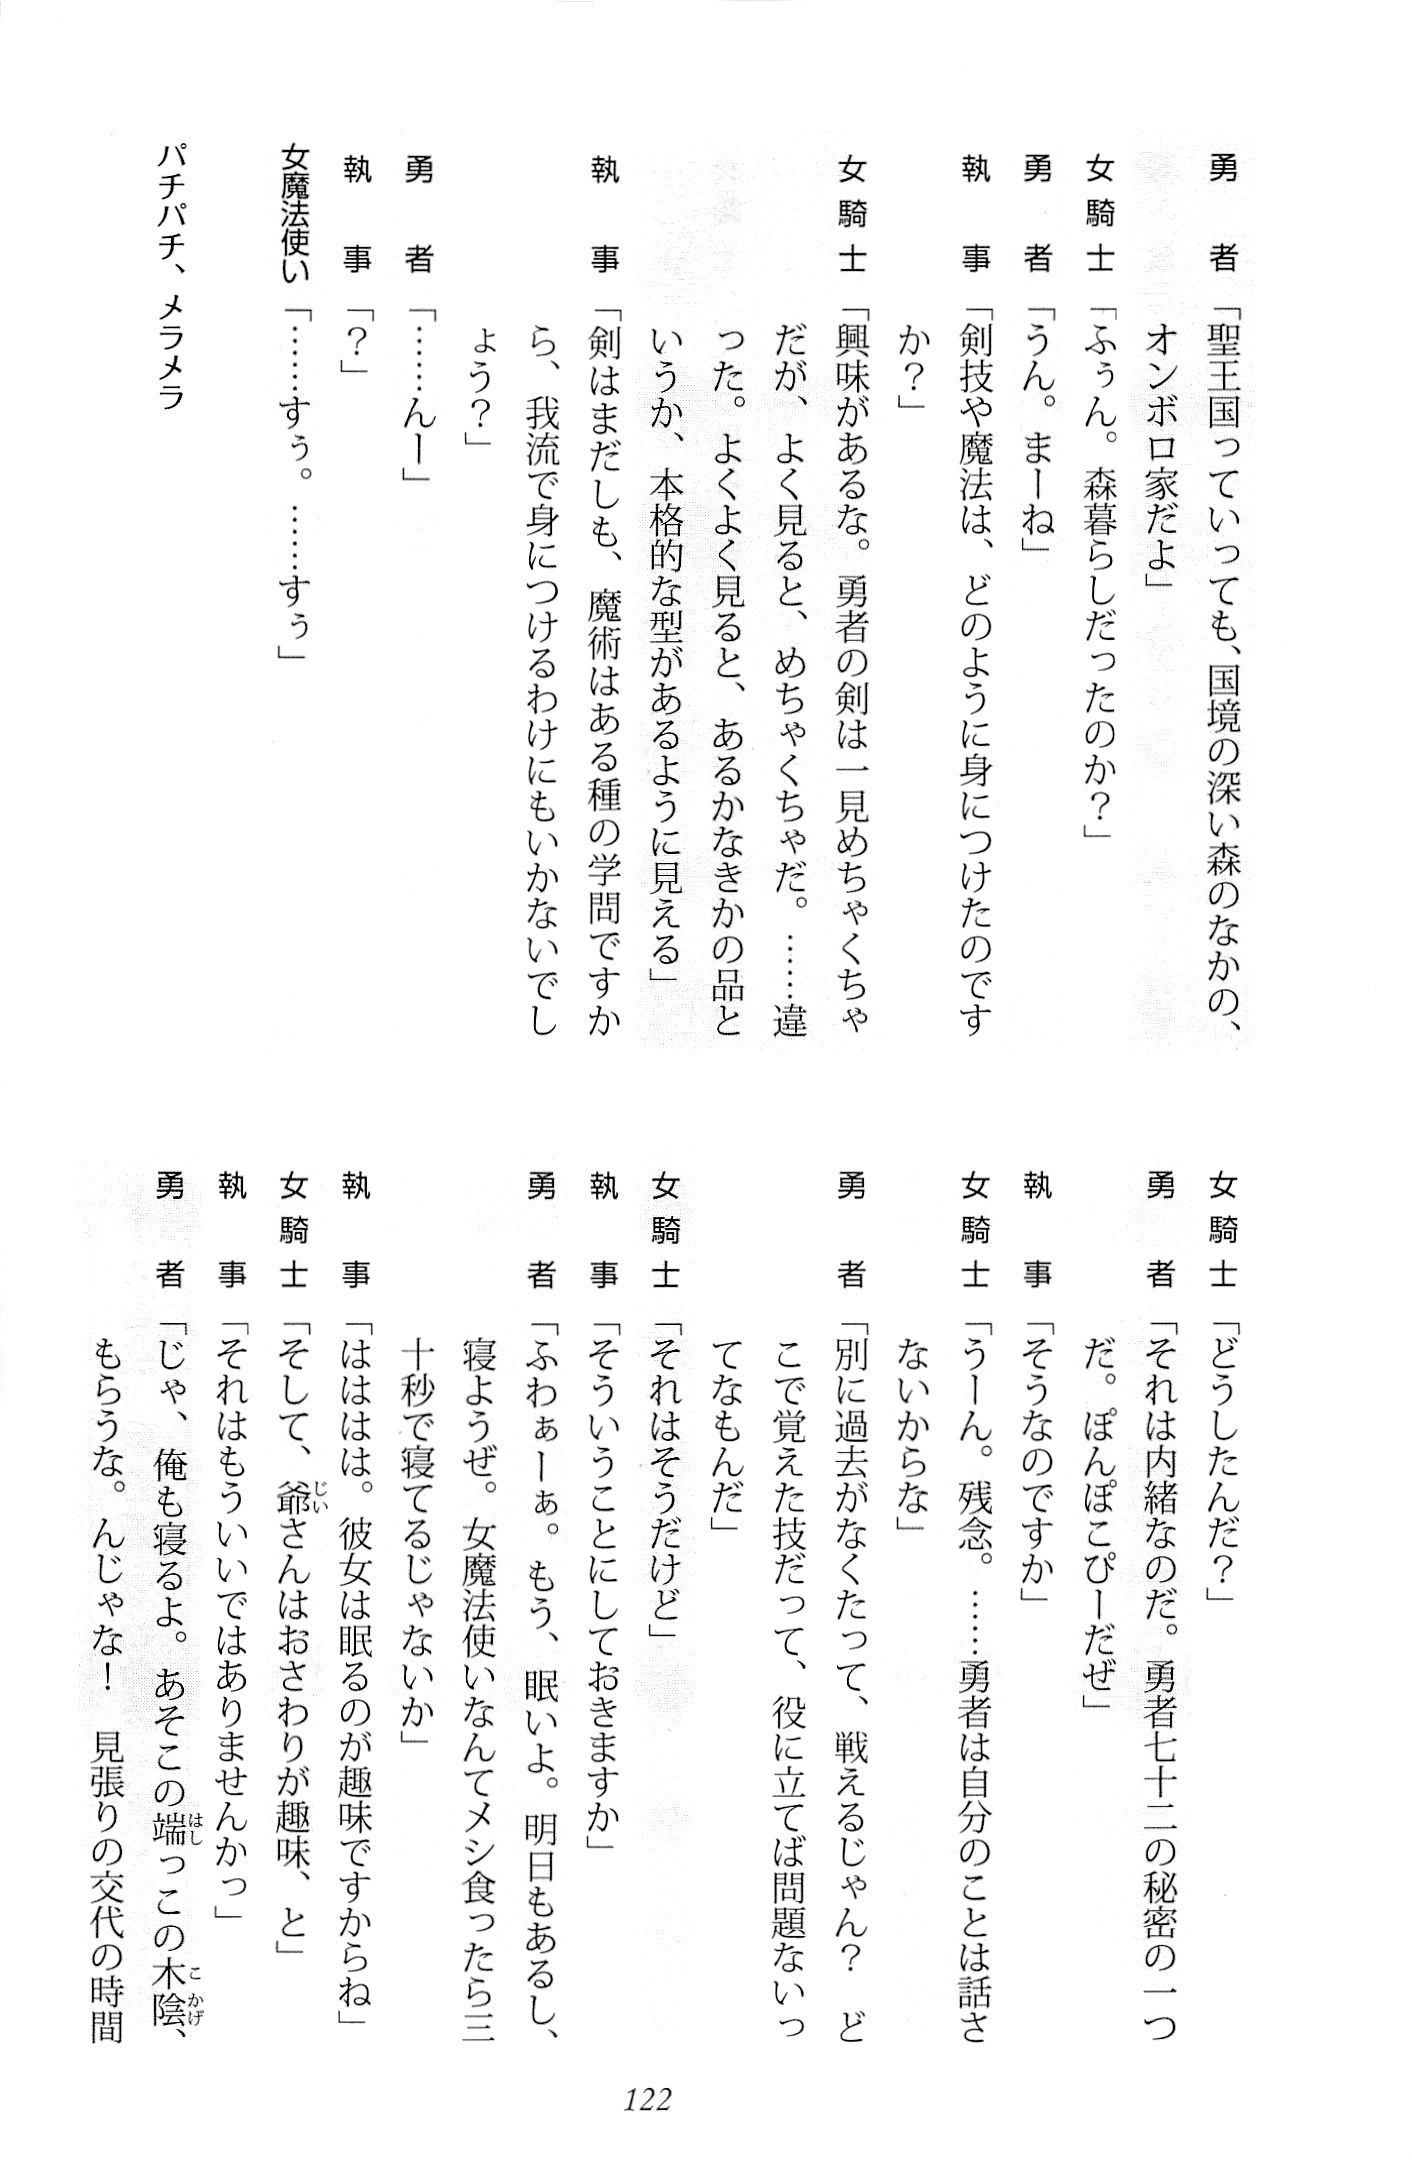 勇者「聖王国っていっても、国境の深い森のなかの、
オンボロ家だよ」
女騎士「ふぅん。森暮らしだったのか？」
勇者「うん。まーね」
執事「剣技や魔法は、どのように身につけたのです
か？」
女騎士「興味があるな。勇者の剣は一見めちゃくちゃ
だが、よく見ると、めちゃくちゃだ。……違
った。よくよく見ると、あるかなきかの品と
いうか、本格的な型があるように見える」
執事「剣はまだしも、魔術はある種の学問ですか
ら、我流で身につけるわけにもいかないでし
ょう？」
勇者「……んー」
執事「？」
女魔法使い「……すぅ。……すぅ」
パチパチ、メラメラ
女騎士「どうしたんだ？」
勇者「それは内緒なのだ。勇者七十二の秘密の一つ
だ。ぽんぽこぴーだぜ」
執事「そうなのですか」
女騎士「うーん。残念。……勇者は自分のことは話さ
ないからな」
勇者「別に過去がなくたって、戦えるじゃん？　ど
こで覚えた技だって、役に立てば問題ないっ
てなもんだ」
女騎士「それはそうだけど」
執事「そういうことにしておきますか」
勇者「ふわぁーぁ。もう、眠いよ。明日もあるし、
寝ようぜ。女魔法使いなんてメシ食ったら三
十秒で寝てるじゃないか」
執事「はははは。彼女は眠るのが趣味ですからね」
女騎士「そして、爺さんはおさわりが趣味、と」
執事「それはもういいではありませんかっ」
勇者「じゃ、俺も寝るよ。あそこの端っこの木陰、
もらうな。んじゃな！　見張りの交代の時間
122